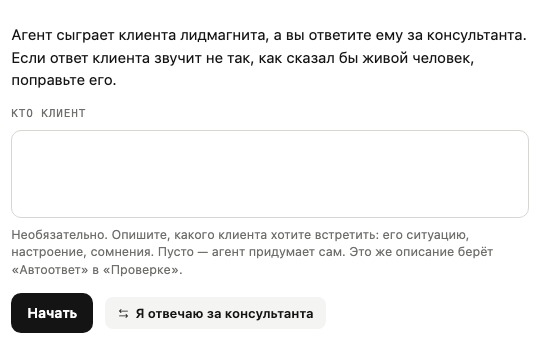 Агент сыграет клиента лидмагнита, а вы ответите ему за консультанта.
Если ответ клиента звучит не так, как сказал бы живой человек,
поправьте его.
КТО КЛИЕНТ
Необязательно. Опишите, какого клиента хотите встретить: его ситуацию,
настроение, сомнения. Пусто — агент придумает сам. Это же описание берёт
«Автоответ» в «Проверке».
Начать
Я отвечаю за консультанта